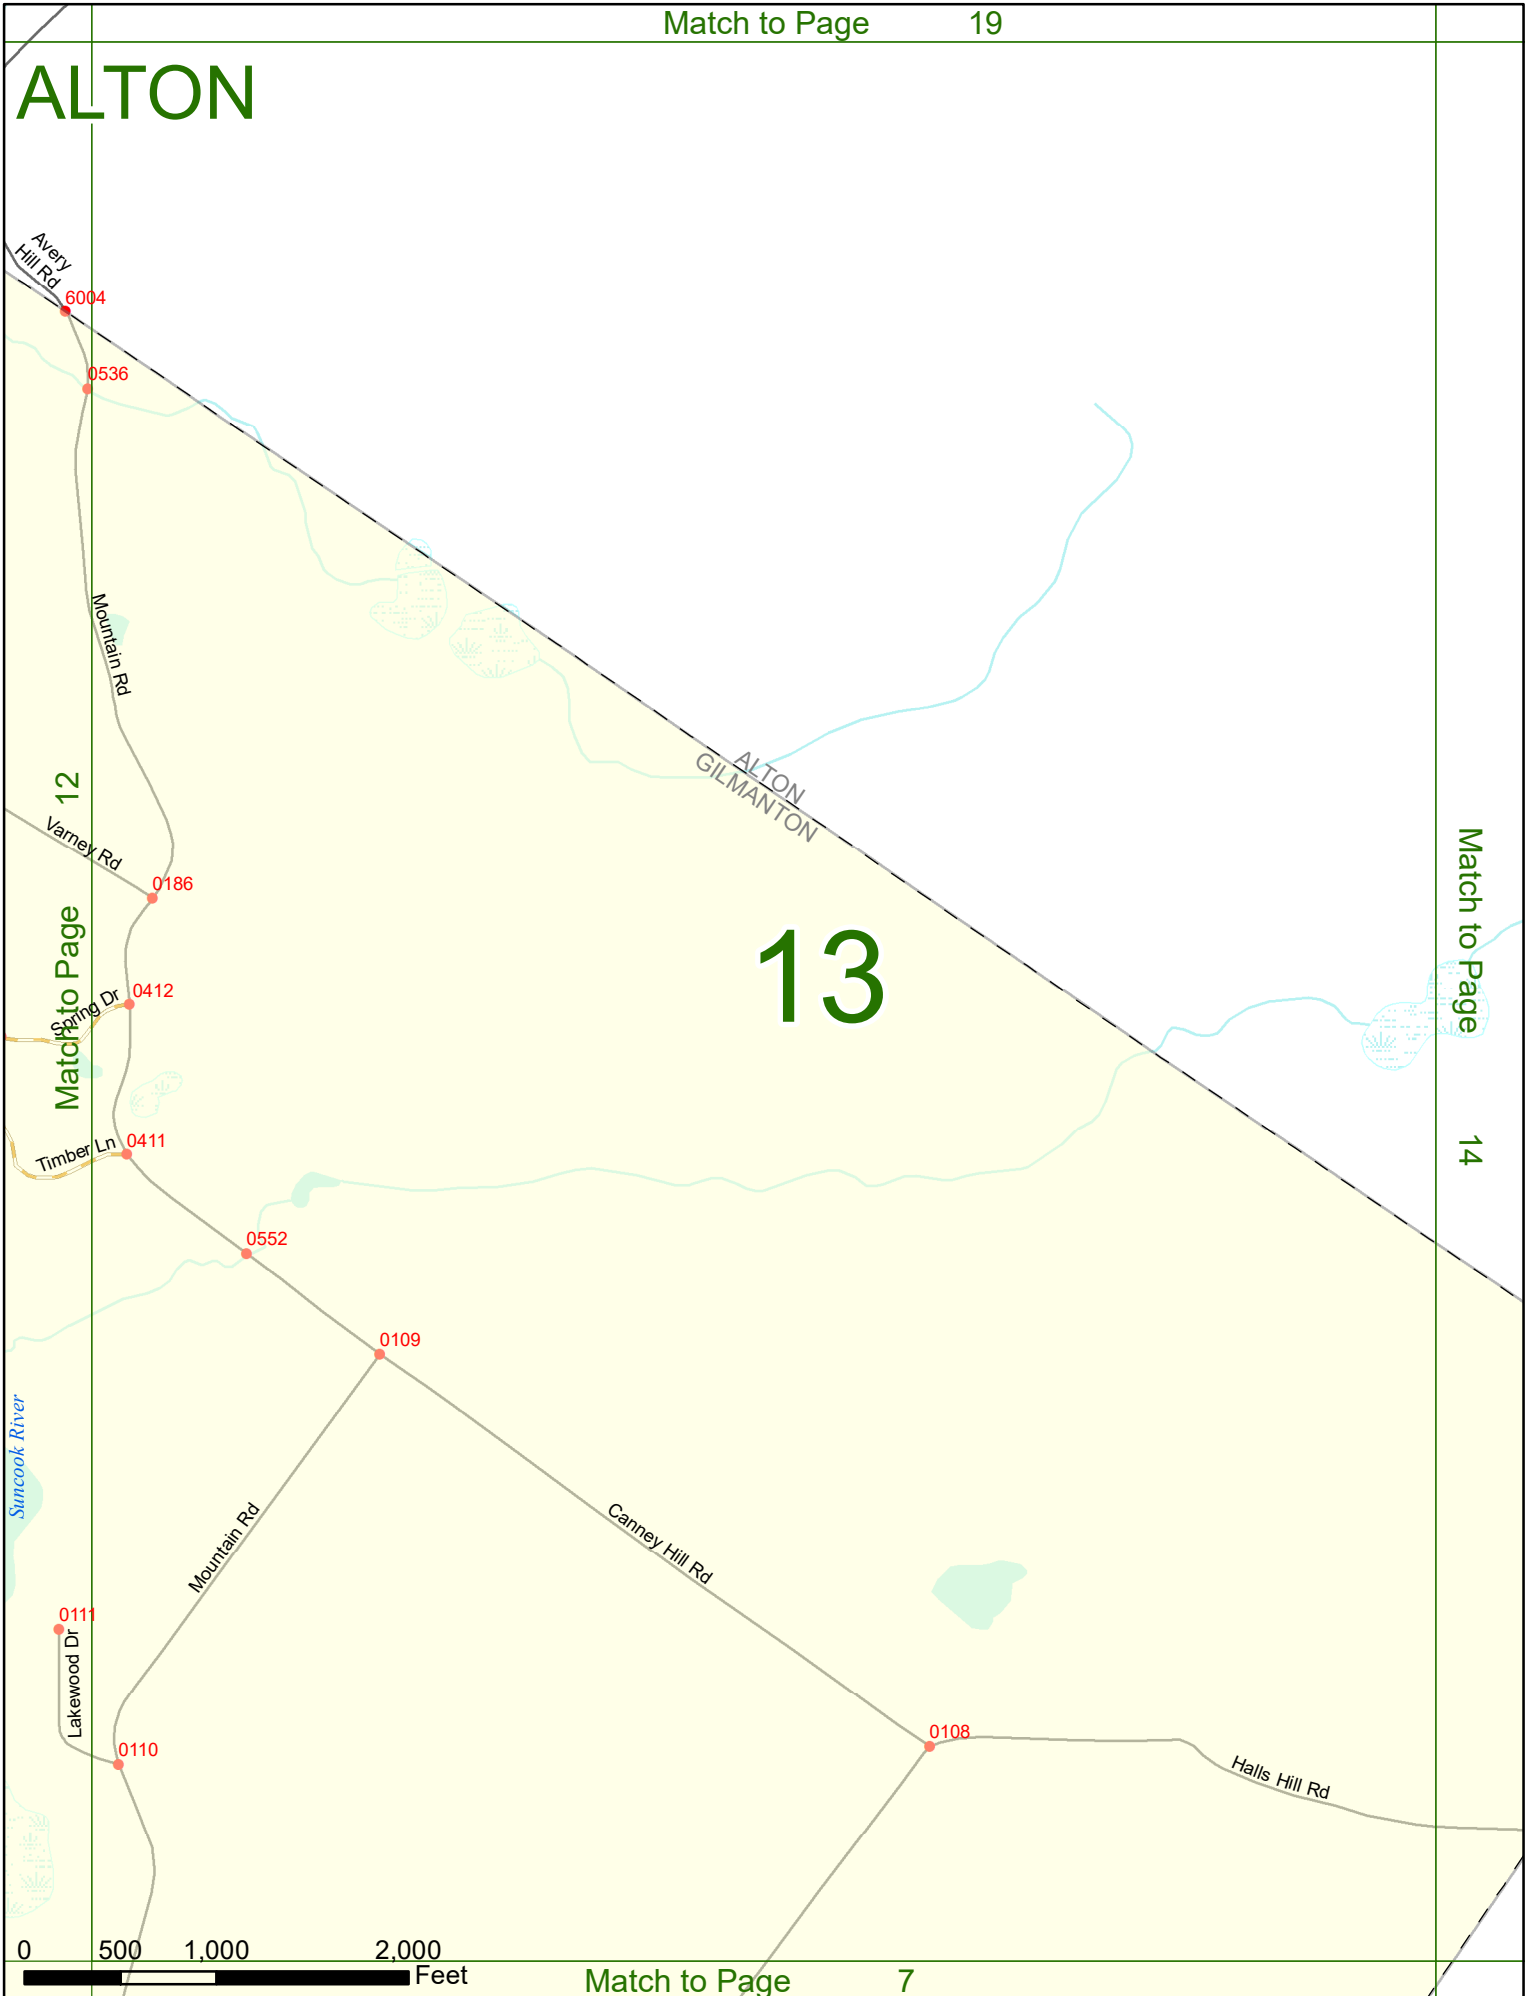 Match to Page 19
ALTON
Avery
Hill Rd
6004
0536
Mountain Rd
ALTON
GILMANTON
12
Match to Page
Varney Rd
0186
13
Match to Page
14
Spring Dr
0412
Timber Ln
0411
0552
0109
Suncook River
Mountain Rd
Canney Hill Rd
0111
Lakewood Dr
0110
0108
Halls Hill Rd
0 500 1,000 2,000
Feet
Match to Page 7